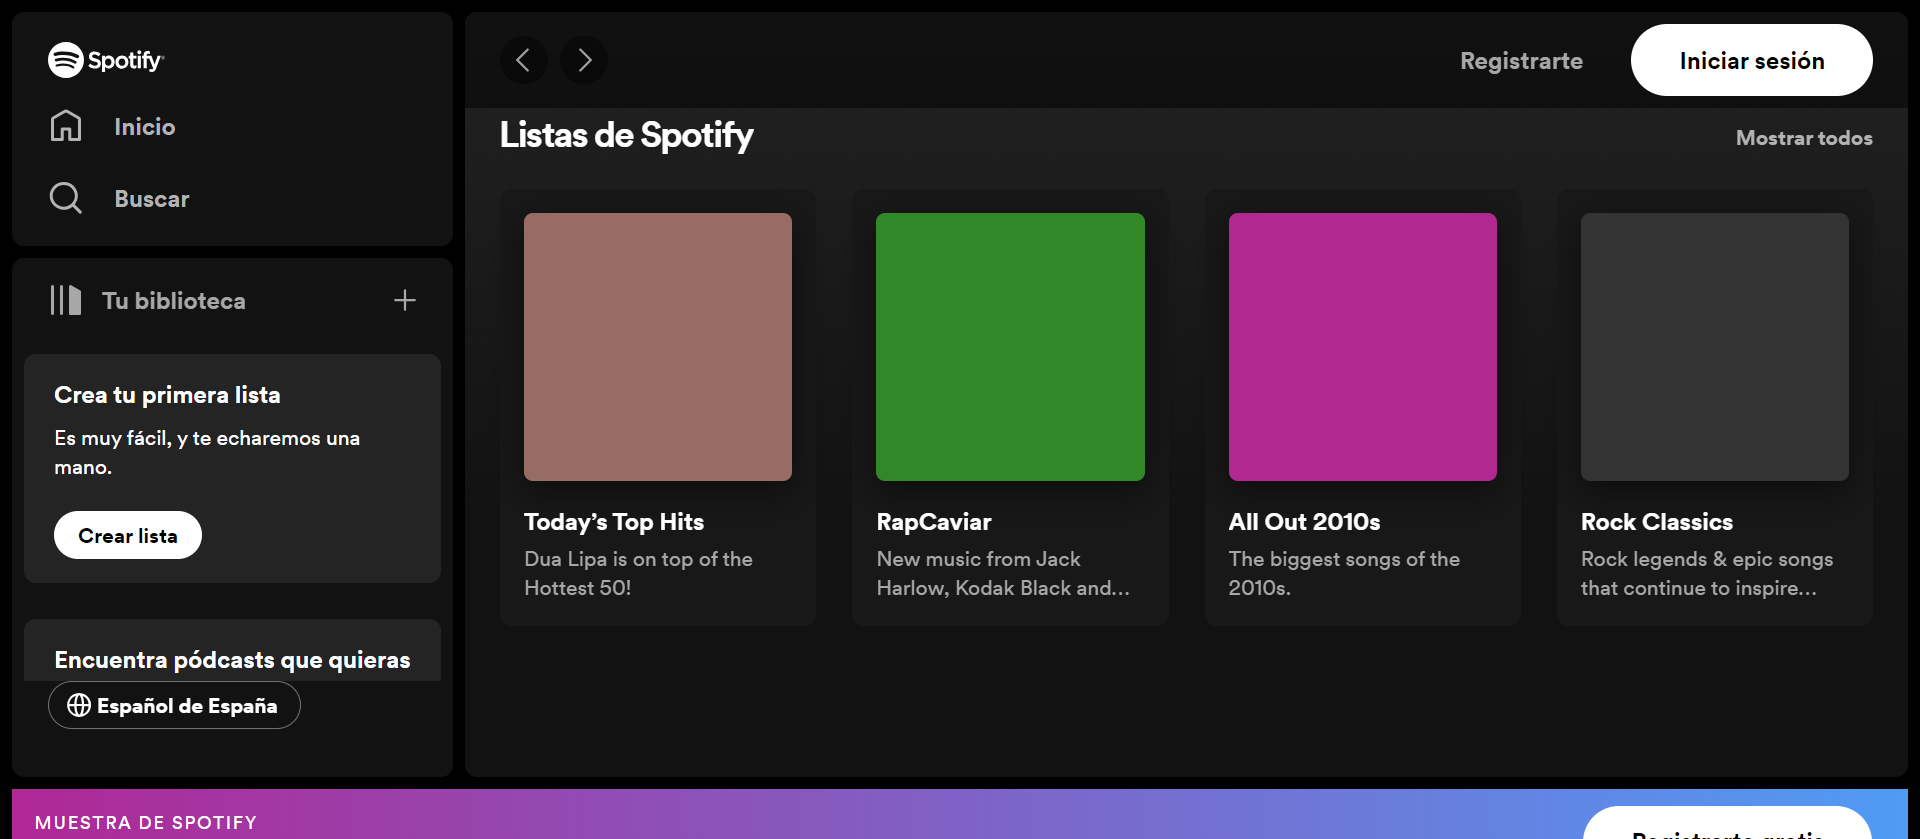 Spotify
Inicio
Buscar
Tu biblioteca
Crea tu primera lista
Es muy fácil, y te echaremos una
mano.
Crear lista
Encuentra pódcasts que quieras
Español de España
Registrarte
Iniciar sesión
Listas de Spotify
Mostrar todos
Today’s Top Hits
Dua Lipa is on top of the
Hottest 50!
RapCaviar
New music from Jack
Harlow, Kodak Black and…
All Out 2010s
The biggest songs of the
2010s.
Rock Classics
Rock legends & epic songs
that continue to inspire…
MUESTRA DE SPOTIFY
Registrarte gratis